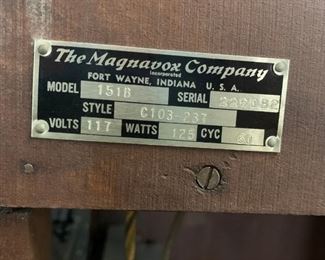 The Magnavox Company
Incorporated
FORT WAYNE, INDIANA U. S. A.
MODEL 151B SERIAL
STYLE C103-237
VOLTS 117 WATTS 125 CYC 60